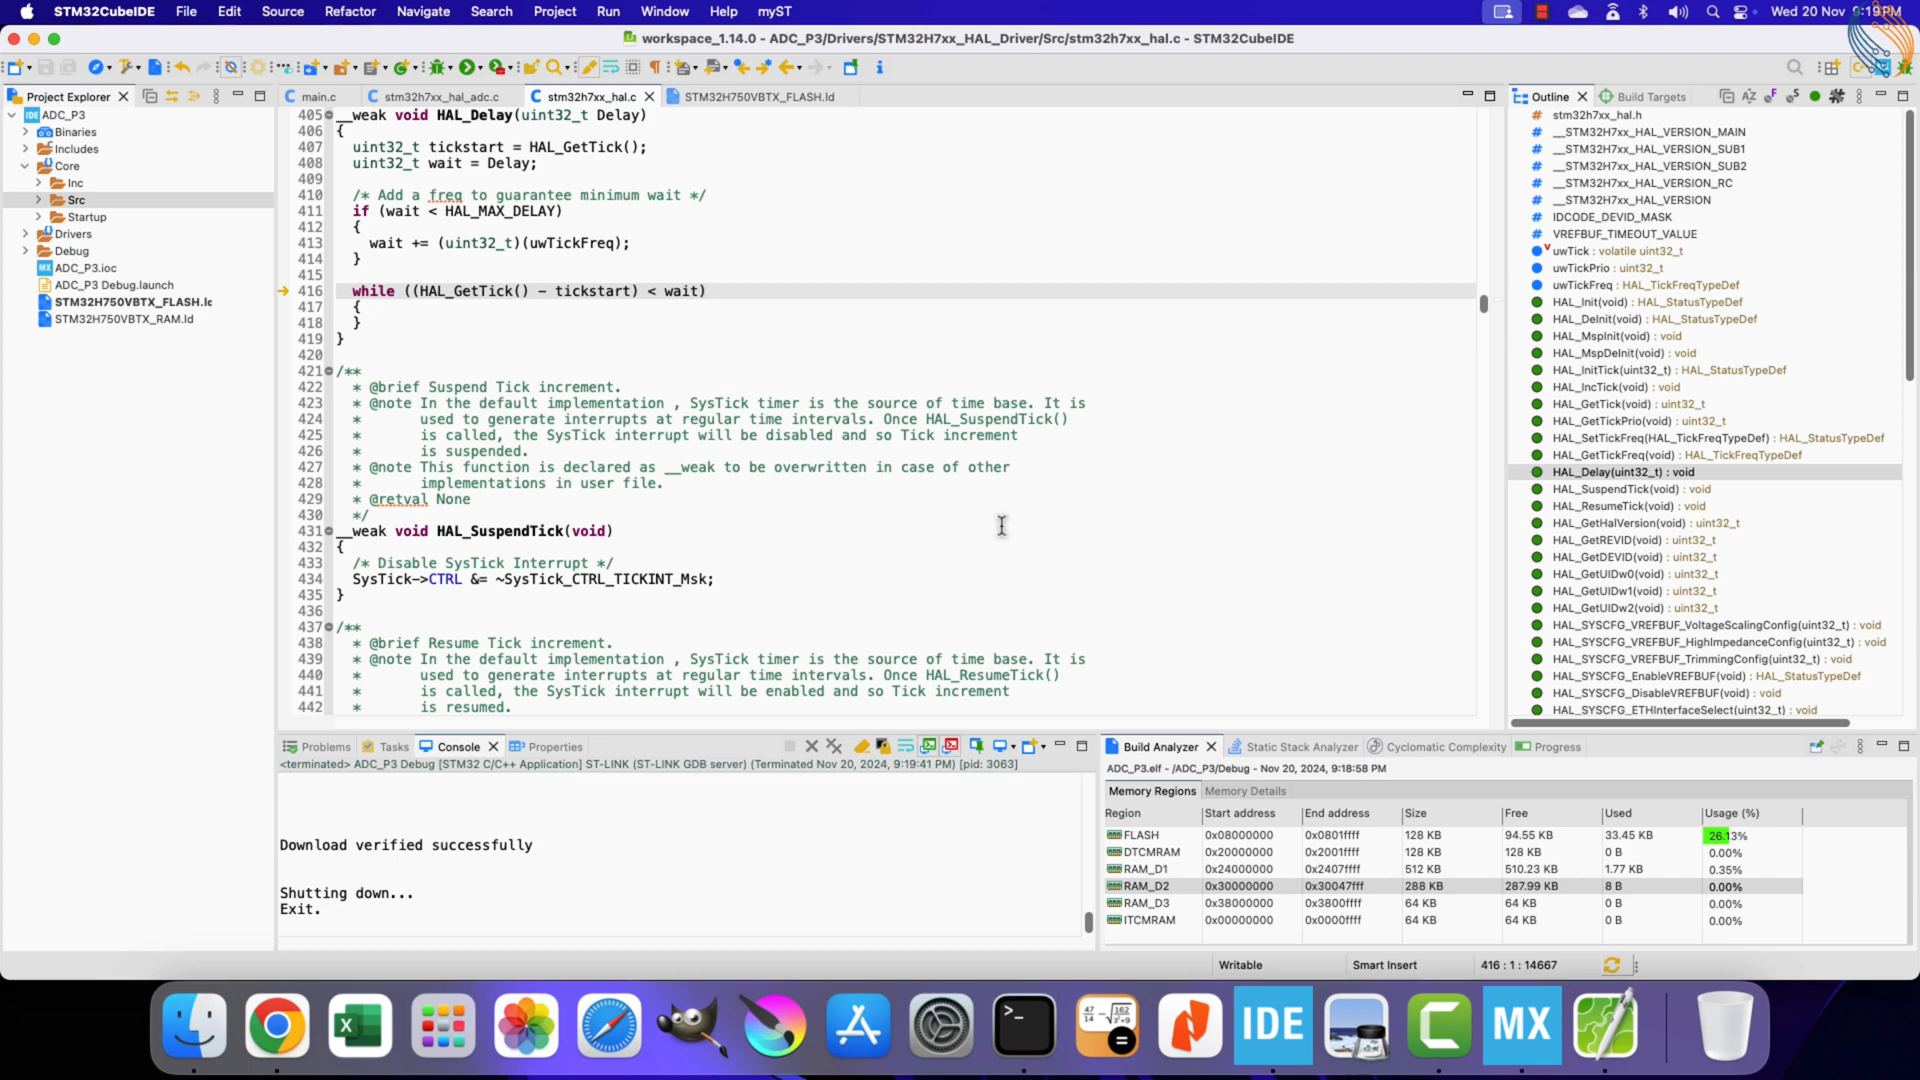 STM32CubeIDE File Edit Source Refactor Navigate Search Project Run Window Help myST Wed 20 Nov 9:19PM
workspace_1.14.0 - ADC_P3/Drivers/STM32H7xx_HAL_Driver/Src/stm32h7xx_hal.c - STM32CubeIDE
Project Explorer
ADC_P3
Binaries
Includes
Core
Inc
Src
Startup
Drivers
Debug
ADC_P3.ioc
ADC_P3 Debug.launch
STM32H750VBTX_FLASH.lc
STM32H750VBTX_RAM.ld
main.c stm32h7xx_hal_adc.c stm32h7xx_hal.c STM32H750VBTX_FLASH.ld
405 __weak void HAL_Delay(uint32_t Delay)
406 {
407 uint32_t tickstart = HAL_GetTick();
408 uint32_t wait = Delay;
409
410 /* Add a freq to guarantee minimum wait */
411 if (wait < HAL_MAX_DELAY)
412 {
413 wait += (uint32_t)(uwTickFreq);
414 }
415
416 while ((HAL_GetTick() - tickstart) < wait)
417 {
418 }
419 }
420
421 /**
422 * @brief Suspend Tick increment.
423 * @note In the default implementation , SysTick timer is the source of time base. It is
424 * used to generate interrupts at regular time intervals. Once HAL_SuspendTick()
425 * is called, the SysTick interrupt will be disabled and so Tick increment
426 * is suspended.
427 * @note This function is declared as __weak to be overwritten in case of other
428 * implementations in user file.
429 * @retval None
430 */
431 __weak void HAL_SuspendTick(void)
432 {
433 /* Disable SysTick Interrupt */
434 SysTick->CTRL &= ~SysTick_CTRL_TICKINT_Msk;
435 }
436
437 /**
438 * @brief Resume Tick increment.
439 * @note In the default implementation , SysTick timer is the source of time base. It is
440 * used to generate interrupts at regular time intervals. Once HAL_ResumeTick()
441 * is called, the SysTick interrupt will be enabled and so Tick increment
442 * is resumed.
Outline Build Targets
stm32h7xx_hal.h
__STM32H7xx_HAL_VERSION_MAIN
__STM32H7xx_HAL_VERSION_SUB1
__STM32H7xx_HAL_VERSION_SUB2
__STM32H7xx_HAL_VERSION_RC
__STM32H7xx_HAL_VERSION
IDCODE_DEVID_MASK
VREFBUF_TIMEOUT_VALUE
uwTick : volatile uint32_t
uwTickPrio : uint32_t
uwTickFreq : HAL_TickFreqTypeDef
HAL_Init(void) : HAL_StatusTypeDef
HAL_DeInit(void) : HAL_StatusTypeDef
HAL_MspInit(void) : void
HAL_MspDeInit(void) : void
HAL_InitTick(uint32_t) : HAL_StatusTypeDef
HAL_IncTick(void) : void
HAL_GetTick(void) : uint32_t
HAL_GetTickPrio(void) : uint32_t
HAL_SetTickFreq(HAL_TickFreqTypeDef) : HAL_StatusTypeDef
HAL_GetTickFreq(void) : HAL_TickFreqTypeDef
HAL_Delay(uint32_t) : void
HAL_SuspendTick(void) : void
HAL_ResumeTick(void) : void
HAL_GetHalVersion(void) : uint32_t
HAL_GetREVID(void) : uint32_t
HAL_GetDEVID(void) : uint32_t
HAL_GetUIDw0(void) : uint32_t
HAL_GetUIDw1(void) : uint32_t
HAL_GetUIDw2(void) : uint32_t
HAL_SYSCFG_VREFBUF_VoltageScalingConfig(uint32_t) : void
HAL_SYSCFG_VREFBUF_HighImpedanceConfig(uint32_t) : void
HAL_SYSCFG_VREFBUF_TrimmingConfig(uint32_t) : void
HAL_SYSCFG_EnableVREFBUF(void) : HAL_StatusTypeDef
HAL_SYSCFG_DisableVREFBUF(void) : void
HAL_SYSCFG_ETHInterfaceSelect(uint32_t) : void
Problems Tasks Console Properties
<terminated> ADC_P3 Debug [STM32 C/C++ Application] ST-LINK (ST-LINK GDB server) (Terminated Nov 20, 2024, 9:19:41 PM) [pid: 3063]
Download verified successfully
Shutting down...
Exit.
Build Analyzer Static Stack Analyzer Cyclomatic Complexity Progress
ADC_P3.elf - /ADC_P3/Debug - Nov 20, 2024, 9:18:58 PM
Memory Regions Memory Details
Region Start address End address Size Free Used Usage (%)
FLASH 0x08000000 0x0801ffff 128 KB 94.55 KB 33.45 KB 26.13%
DTCMRAM 0x20000000 0x2001ffff 128 KB 128 KB 0 B 0.00%
RAM_D1 0x24000000 0x2407ffff 512 KB 510.23 KB 1.77 KB 0.35%
RAM_D2 0x30000000 0x30047fff 288 KB 287.99 KB 8 B 0.00%
RAM_D3 0x38000000 0x3800ffff 64 KB 64 KB 0 B 0.00%
ITCMRAM 0x00000000 0x0000ffff 64 KB 64 KB 0 B 0.00%
Writable Smart Insert 416 : 1 : 14667
IDE MX